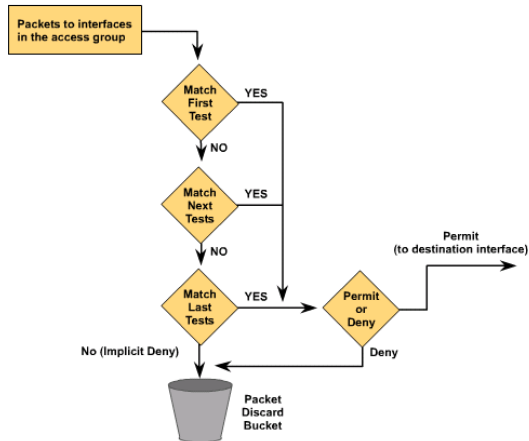 Packets to interfaces
in the access group
Match
First
Test
YES
NO
Match
Next
Tests
YES
NO
Match
Last
Tests
YES
Permit
or
Deny
Permit
(to destination interface)
No (Implicit Deny)
Deny
Packet
Discard
Bucket